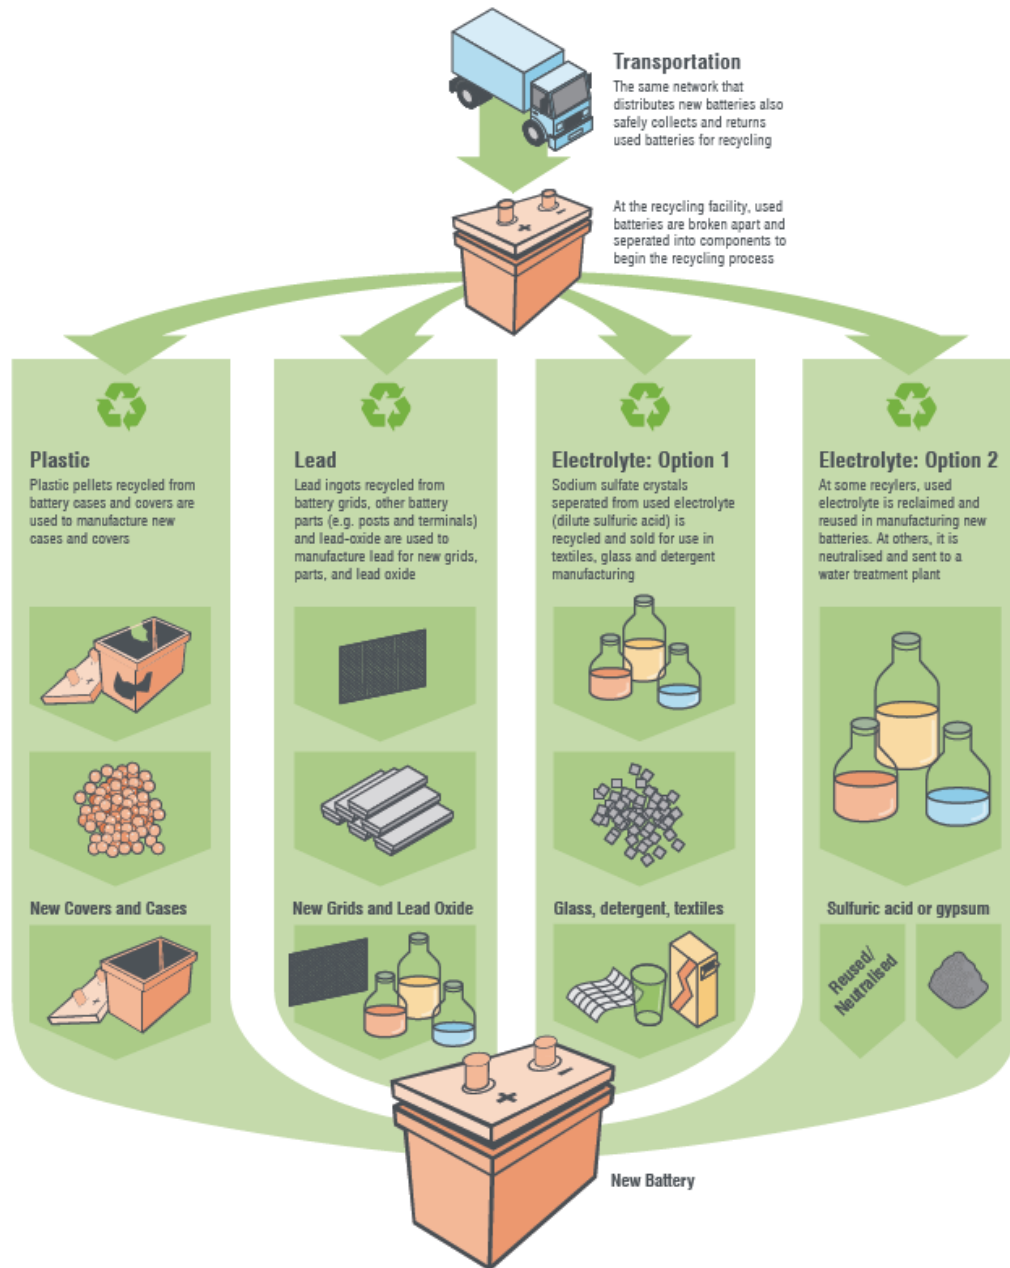 Transportation
The same network that
distributes new batteries also
safely collects and returns
used batteries for recycling
At the recycling facility, used
batteries are broken apart and
seperated into components to
begin the recycling process
Plastic
Plastic pellets recycled from
battery cases and covers are
used to manufacture new
cases and covers
Lead
Lead ingots recycled from
battery grids, other battery
parts (e.g. posts and terminals)
and lead-oxide are used to
manufacture lead for new grids,
parts, and lead oxide
Electrolyte: Option 1
Sodium sulfate crystals
seperated from used electrolyte
(dilute sulfuric acid) is
recycled and sold for use in
textiles, glass and detergent
manufacturing
Electrolyte: Option 2
At some recylers, used
electrolyte is reclaimed and
reused in manufacturing new
batteries. At others, it is
neutralised and sent to a
water treatment plant
New Covers and Cases
New Grids and Lead Oxide
Glass, detergent, textiles
Sulfuric acid or gypsum
Reused/
Neutralised
New Battery